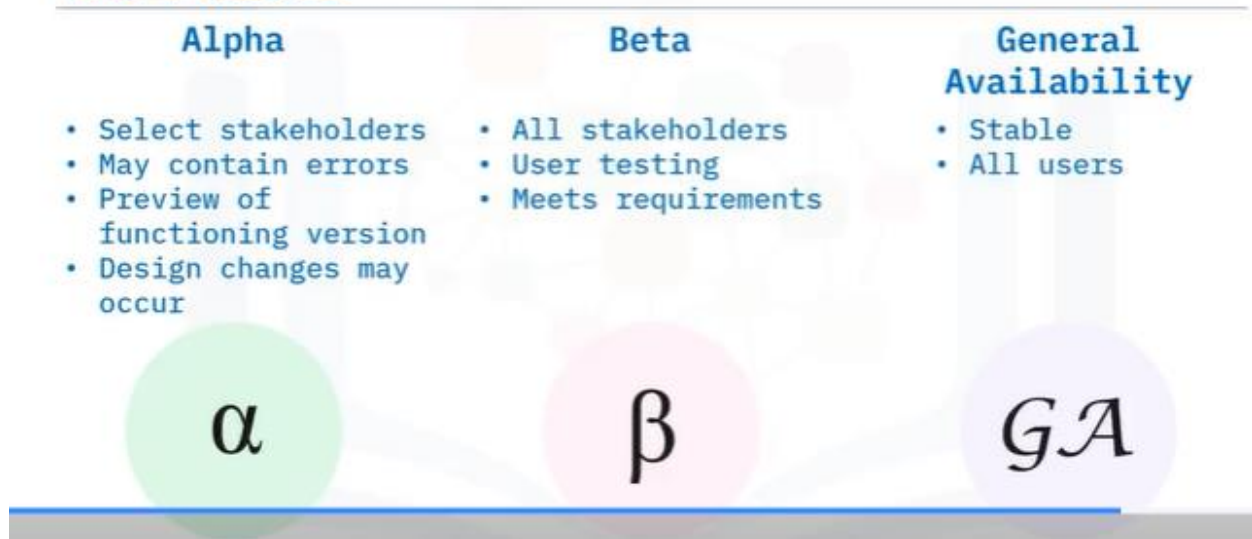 Alpha
• Select stakeholders
• May contain errors
• Preview of
functioning version
• Design changes may
occur
α
Beta
• All stakeholders
• User testing
• Meets requirements
β
General
Availability
• Stable
• All users
GA